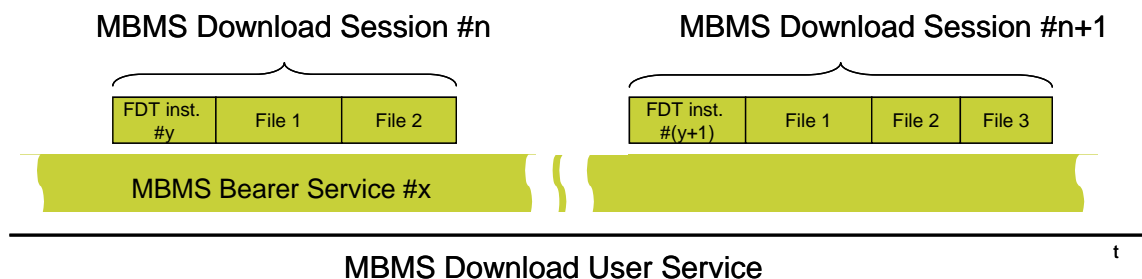 MBMS Download Session #n
MBMS Download Session #n+1
FDT inst.
#y
File 1
File 2
FDT inst.
#(y+1)
File 1
File 2
File 3
MBMS Bearer Service #x
t
MBMS Download User Service